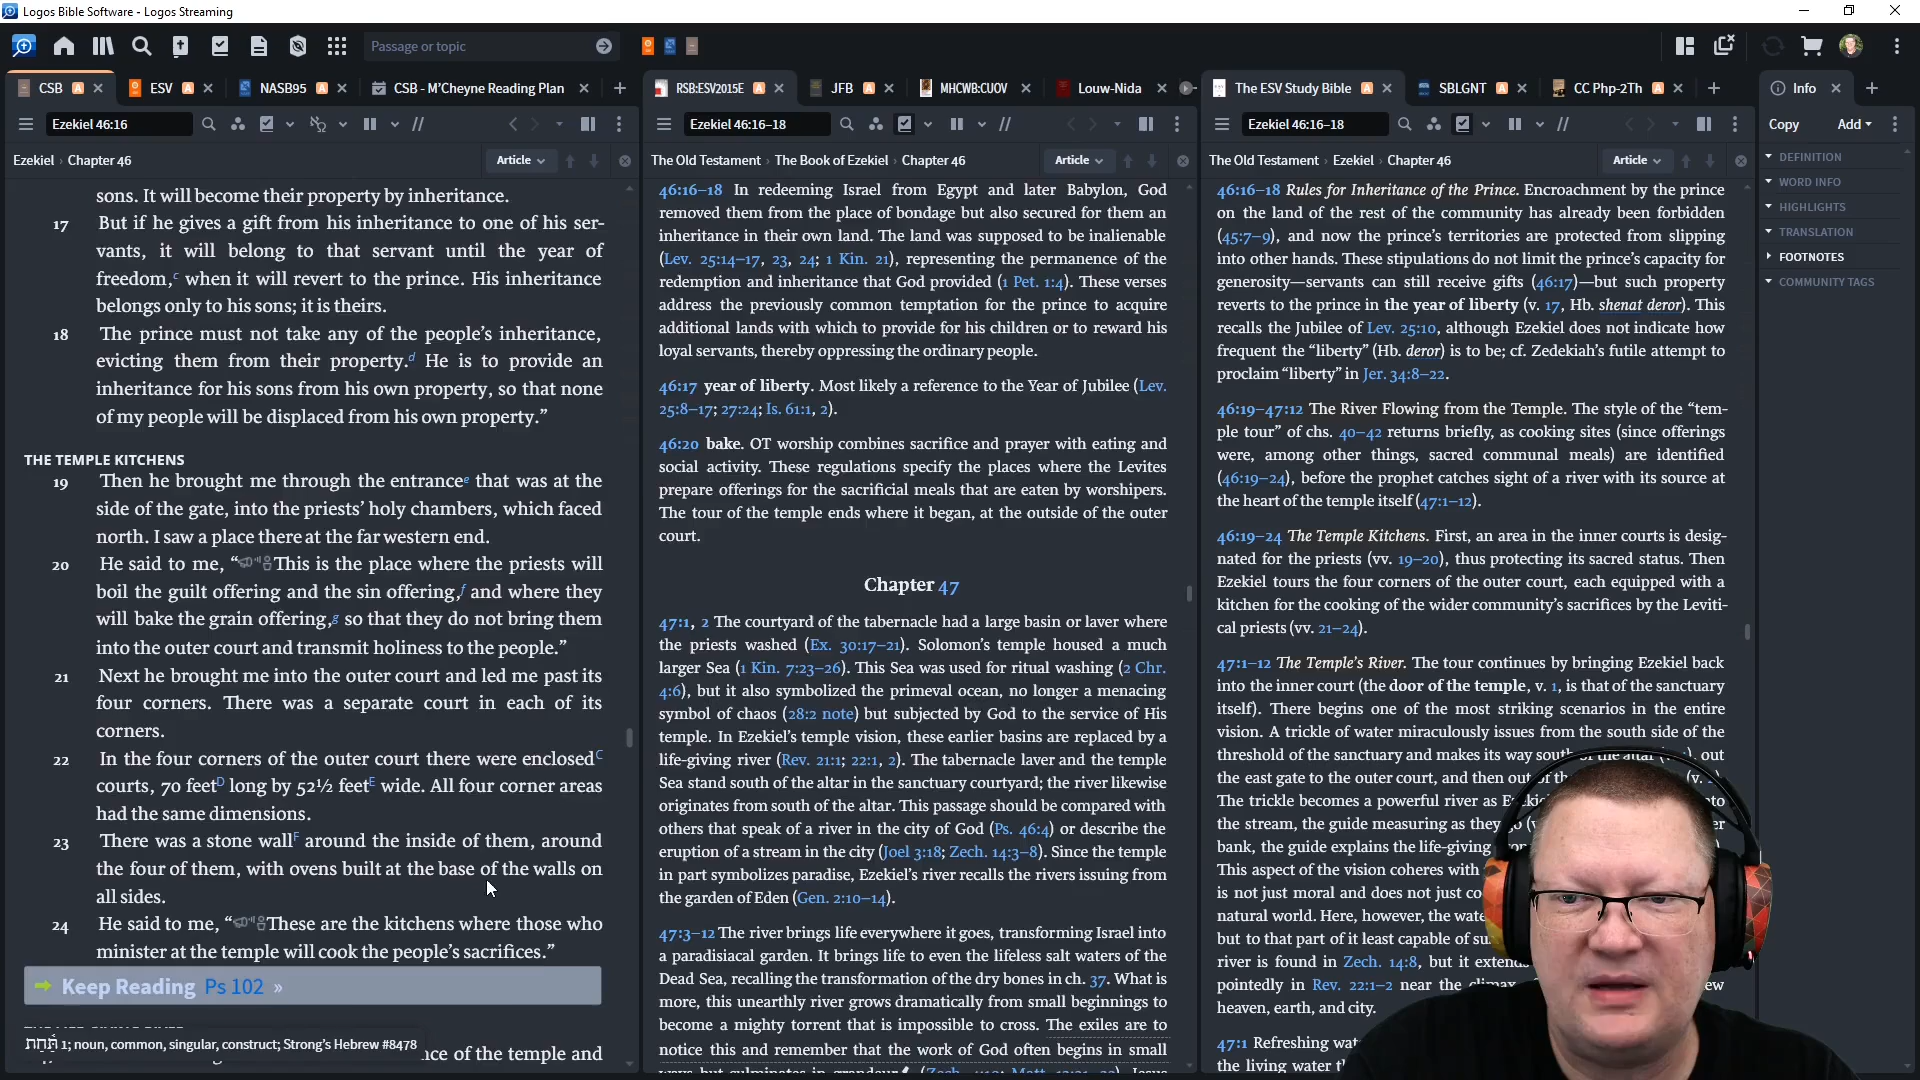 Logos Bible Software - Logos Streaming
Passage or topic
CSB A
ESV A
NASB95 A
CSB - M'Cheyne Reading Plan
Ezekiel 46:16
Ezekiel › Chapter 46
Article
sons. It will become their property by inheritance.
17 But if he gives a gift from his inheritance to one of his ser-
vants, it will belong to that servant until the year of
freedom,c when it will revert to the prince. His inheritance
belongs only to his sons; it is theirs.
18 The prince must not take any of the people's inheritance,
evicting them from their property.d He is to provide an
inheritance for his sons from his own property, so that none
of my people will be displaced from his own property."
THE TEMPLE KITCHENS
19 Then he brought me through the entrancee that was at the
side of the gate, into the priests' holy chambers, which faced
north. I saw a place there at the far western end.
20 He said to me, "This is the place where the priests will
boil the guilt offering and the sin offering,f and where they
will bake the grain offering,g so that they do not bring them
into the outer court and transmit holiness to the people."
21 Next he brought me into the outer court and led me past its
four corners. There was a separate court in each of its
corners.
22 In the four corners of the outer court there were enclosedC
courts, 70 feetD long by 52½ feetE wide. All four corner areas
had the same dimensions.
23 There was a stone wallF around the inside of them, around
the four of them, with ovens built at the base of the walls on
all sides.
24 He said to me, "These are the kitchens where those who
minister at the temple will cook the people's sacrifices."
Keep Reading Ps 102 »
1; noun, common, singular, construct; Strong's Hebrew #8478
nce of the temple and
RSB:ESV2015E A
JFB A
MHCWB:CUOV
Louw-Nida
Ezekiel 46:16–18
The Old Testament › The Book of Ezekiel › Chapter 46
Article
46:16–18 In redeeming Israel from Egypt and later Babylon, God
removed them from the place of bondage but also secured for them an
inheritance in their own land. The land was supposed to be inalienable
(Lev. 25:14–17, 23, 24; 1 Kin. 21), representing the permanence of the
redemption and inheritance that God provided (1 Pet. 1:4). These verses
address the previously common temptation for the prince to acquire
additional lands with which to provide for his children or to reward his
loyal servants, thereby oppressing the ordinary people.
46:17 year of liberty. Most likely a reference to the Year of Jubilee (Lev.
25:8–17; 27:24; Is. 61:1, 2).
46:20 bake. OT worship combines sacrifice and prayer with eating and
social activity. These regulations specify the places where the Levites
prepare offerings for the sacrificial meals that are eaten by worshipers.
The tour of the temple ends where it began, at the outside of the outer
court.
Chapter 47
47:1, 2 The courtyard of the tabernacle had a large basin or laver where
the priests washed (Ex. 30:17–21). Solomon's temple housed a much
larger Sea (1 Kin. 7:23–26). This Sea was used for ritual washing (2 Chr.
4:6), but it also symbolized the primeval ocean, no longer a menacing
symbol of chaos (28:2 note) but subjected by God to the service of His
temple. In Ezekiel's temple vision, these earlier basins are replaced by a
life-giving river (Rev. 21:1; 22:1, 2). The tabernacle laver and the temple
Sea stand south of the altar in the sanctuary courtyard; the river likewise
originates from south of the altar. This passage should be compared with
others that speak of a river in the city of God (Ps. 46:4) or describe the
eruption of a stream in the city (Joel 3:18; Zech. 14:3–8). Since the temple
in part symbolizes paradise, Ezekiel's river recalls the rivers issuing from
the garden of Eden (Gen. 2:10–14).
47:3–12 The river brings life everywhere it goes, transforming Israel into
a paradisiacal garden. It brings life to even the lifeless salt waters of the
Dead Sea, recalling the transformation of the dry bones in ch. 37. What is
more, this unearthly river grows dramatically from small beginnings to
become a mighty torrent that is impossible to cross. The exiles are to
notice this and remember that the work of God often begins in small
The ESV Study Bible A
SBLGNT A
CC Php-2Th A
Ezekiel 46:16–18
The Old Testament › Ezekiel › Chapter 46
Article
46:16–18 Rules for Inheritance of the Prince. Encroachment by the prince
on the land of the rest of the community has already been forbidden
(45:7–9), and now the prince's territories are protected from slipping
into other hands. These stipulations do not limit the prince's capacity for
generosity—servants can still receive gifts (46:17)—but such property
reverts to the prince in the year of liberty (v. 17, Hb. shenat deror). This
recalls the Jubilee of Lev. 25:10, although Ezekiel does not indicate how
frequent the "liberty" (Hb. deror) is to be; cf. Zedekiah's futile attempt to
proclaim "liberty" in Jer. 34:8–22.
46:19–47:12 The River Flowing from the Temple. The style of the "tem-
ple tour" of chs. 40–42 returns briefly, as cooking sites (since offerings
were, among other things, sacred communal meals) are identified
(46:19–24), before the prophet catches sight of a river with its source at
the heart of the temple itself (47:1–12).
46:19–24 The Temple Kitchens. First, an area in the inner courts is desig-
nated for the priests (vv. 19–20), thus protecting its sacred status. Then
Ezekiel tours the four corners of the outer court, each equipped with a
kitchen for the cooking of the wider community's sacrifices by the Leviti-
cal priests (vv. 21–24).
47:1–12 The Temple's River. The tour continues by bringing Ezekiel back
into the inner court (the door of the temple, v. 1, is that of the sanctuary
itself). There begins one of the most striking scenarios in the entire
vision. A trickle of water miraculously issues from the south side of the
threshold of the sanctuary and makes its way south of the altar out
the east gate to the outer court, and then out of
The trickle becomes a powerful river as
the stream, the guide measuring as they go
bank, the guide explains the life-giving
This aspect of the vision coheres with
is not just moral and does not just
natural world. Here, however, the
but to that part of it least capable of
river is found in Zech. 14:8, but it
pointedly in Rev. 22:1–2 near the
heaven, earth, and city.
47:1 Refreshing
the living water
Info
Copy
Add
DEFINITION
WORD INFO
HIGHLIGHTS
TRANSLATION
FOOTNOTES
COMMUNITY TAGS